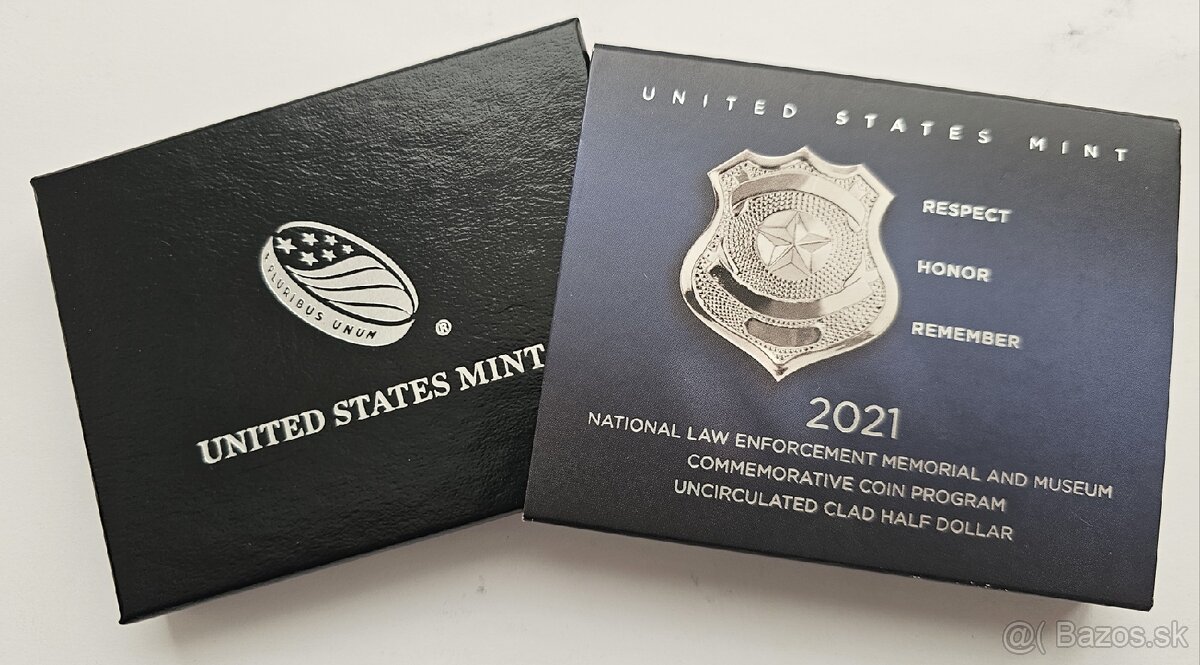 E PLURIBUS UNUM
®
UNITED STATES MINT
UNITED STATES MINT
RESPECT
HONOR
REMEMBER
2021
NATIONAL LAW ENFORCEMENT MEMORIAL AND MUSEUM
COMMEMORATIVE COIN PROGRAM
UNCIRCULATED CLAD HALF DOLLAR
@( Bazos.sk